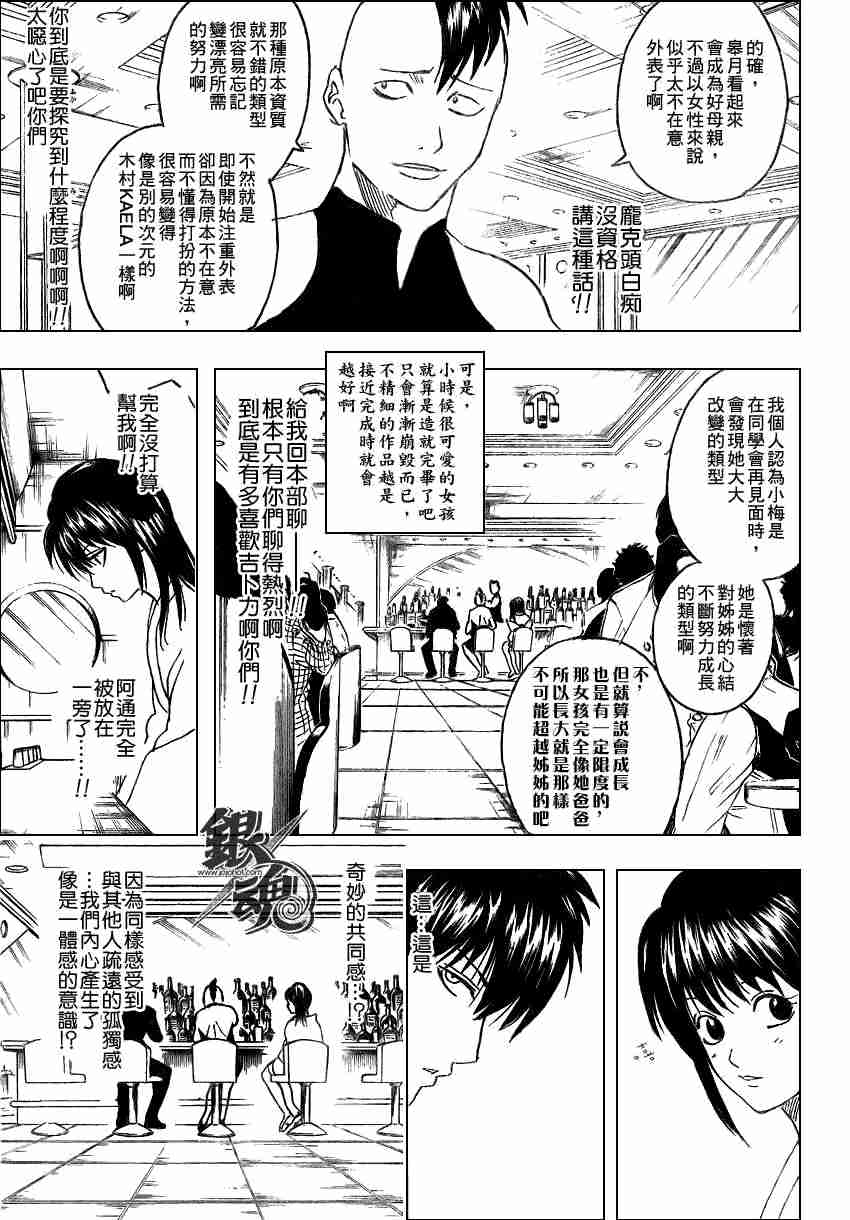 的確，
皋月看起來
會成為好母親，
不過以女性來說
似乎太不在意
外表了啊
龐克頭白痴
沒資格
講這種話!!
那種原本資質
就不錯的類型
很容易忘記
變漂亮所需
的努力啊
不然就是
即使開始注重外表
卻因為原本不在意
而不懂得打扮的方法，
很容易變得
像是別的次元的
木村KAELA一樣啊
你到底是要探究到什麼程度啊啊啊!!
太噁心了吧你們
我個人認為小梅是
在同學會再見面時，
會發現她大大
改變的類型
她是懷著
對姊姊的心結
不斷努力成長
的類型啊
不，
但就算說會成長
也是有一定限度的，
那女孩完全像她爸爸
所以長大就是那樣
不可能超越姊姊的吧
可是，
小時候很可愛的女孩
就算是造就完畢了吧
只會漸漸崩毀而已，
不精細的作品越是
接近完成時就會
越好啊
給我回本部聊!!
根本只有你們聊得熱烈啊
到底是有多喜歡吉卜力啊你們!!
完全沒打算
幫我啊!!
阿通完全
被放在
一旁了……!!
這…這是
奇妙的共同感…!?
因為同樣感受到
與其他人疏遠的孤獨感
…我們內心產生了
像是一體感的意識!?
銀魂
www.jojohot.com